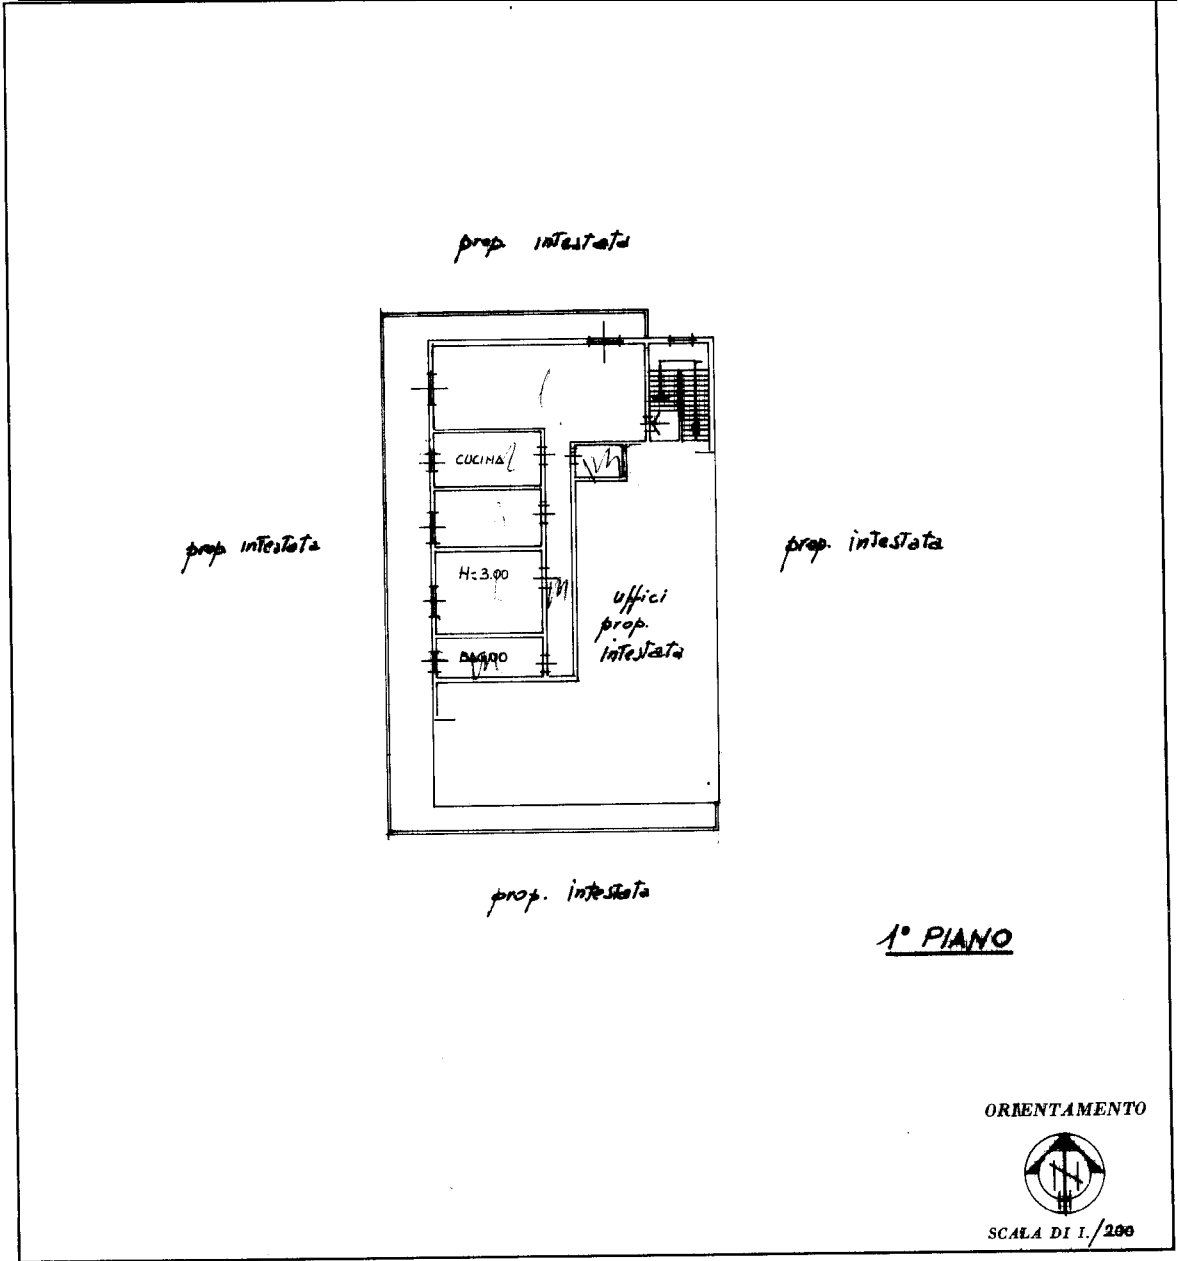 prop. intestata
CUCINA
prop. intestata
prop. intestata
H=3.00
uffici
prop.
intestata
BAGNO
prop. intestata
1° PIANO
ORIENTAMENTO
N
SCALA DI 1:/200